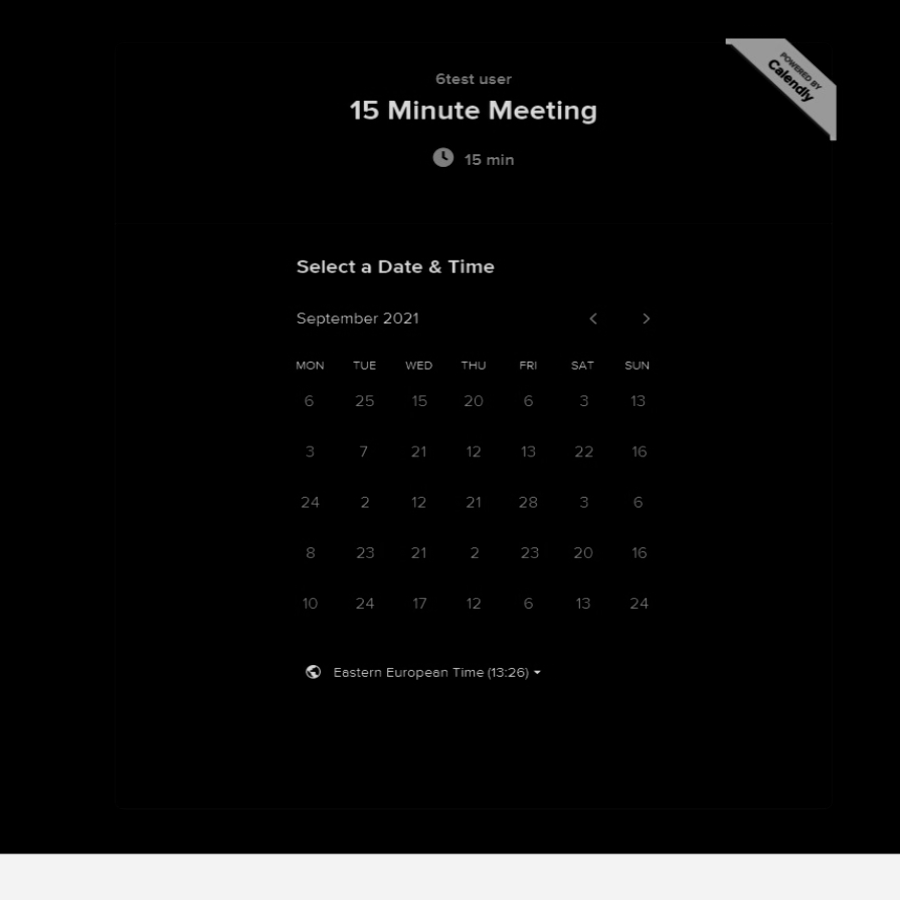 POWERED BY
Calendly
6test user
15 Minute Meeting
15 min
Select a Date & Time
September 2021
MON TUE WED THU FRI SAT SUN
6 25 15 20 6 3 13
3 7 21 12 13 22 16
24 2 12 21 28 3 6
8 23 21 2 23 20 16
10 24 17 12 6 13 24
Eastern European Time (13:26)